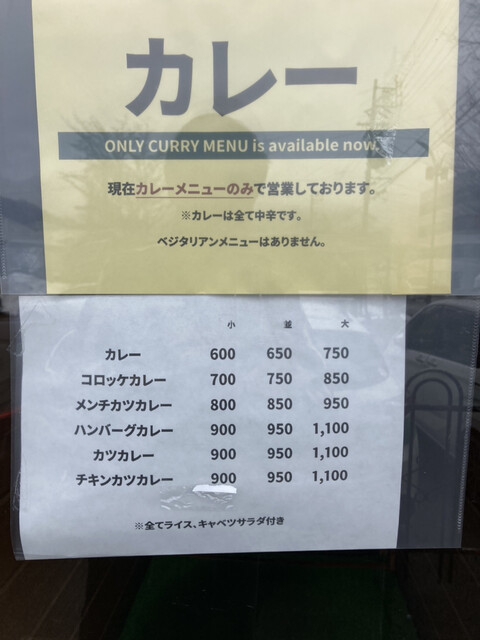 カレー
ONLY CURRY MENU is available now.
現在カレーメニューのみで営業しております。
※カレーは全て中辛です。
ベジタリアンメニューはありません。
小 並 大
カレー 600 650 750
コロッケカレー 700 750 850
メンチカツカレー 800 850 950
ハンバーグカレー 900 950 1,100
カツカレー 900 950 1,100
チキンカツカレー 900 950 1,100
※全てライス、キャベツサラダ付き